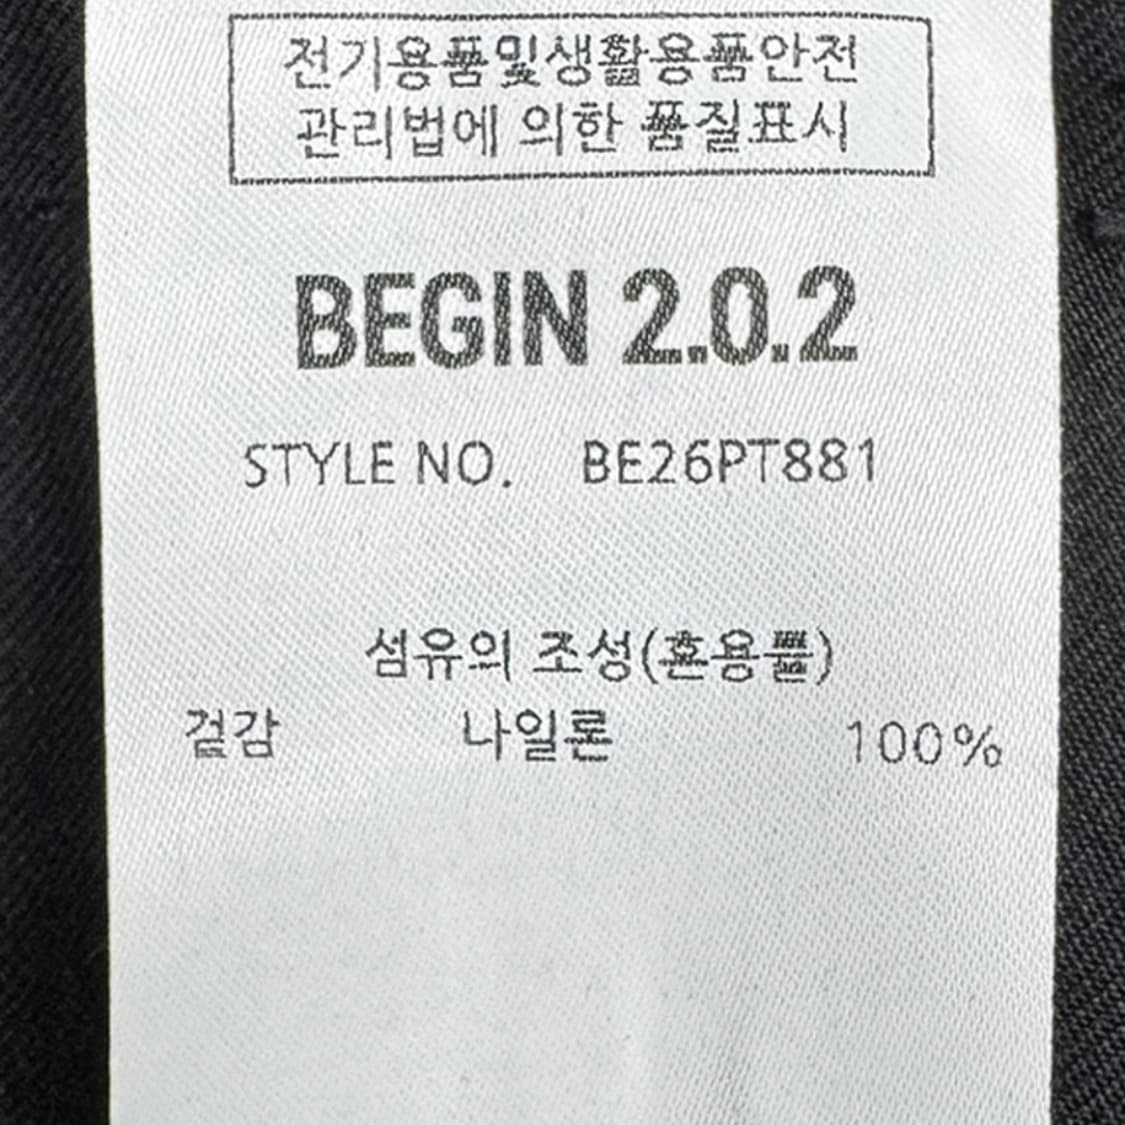 전기용품및생활용품안전
관리법에 의한 품질표시
BEGIN 2.0.2
STYLE NO. BE26PT881
섬유의 조성(혼용률)
겉감 나일론 100%